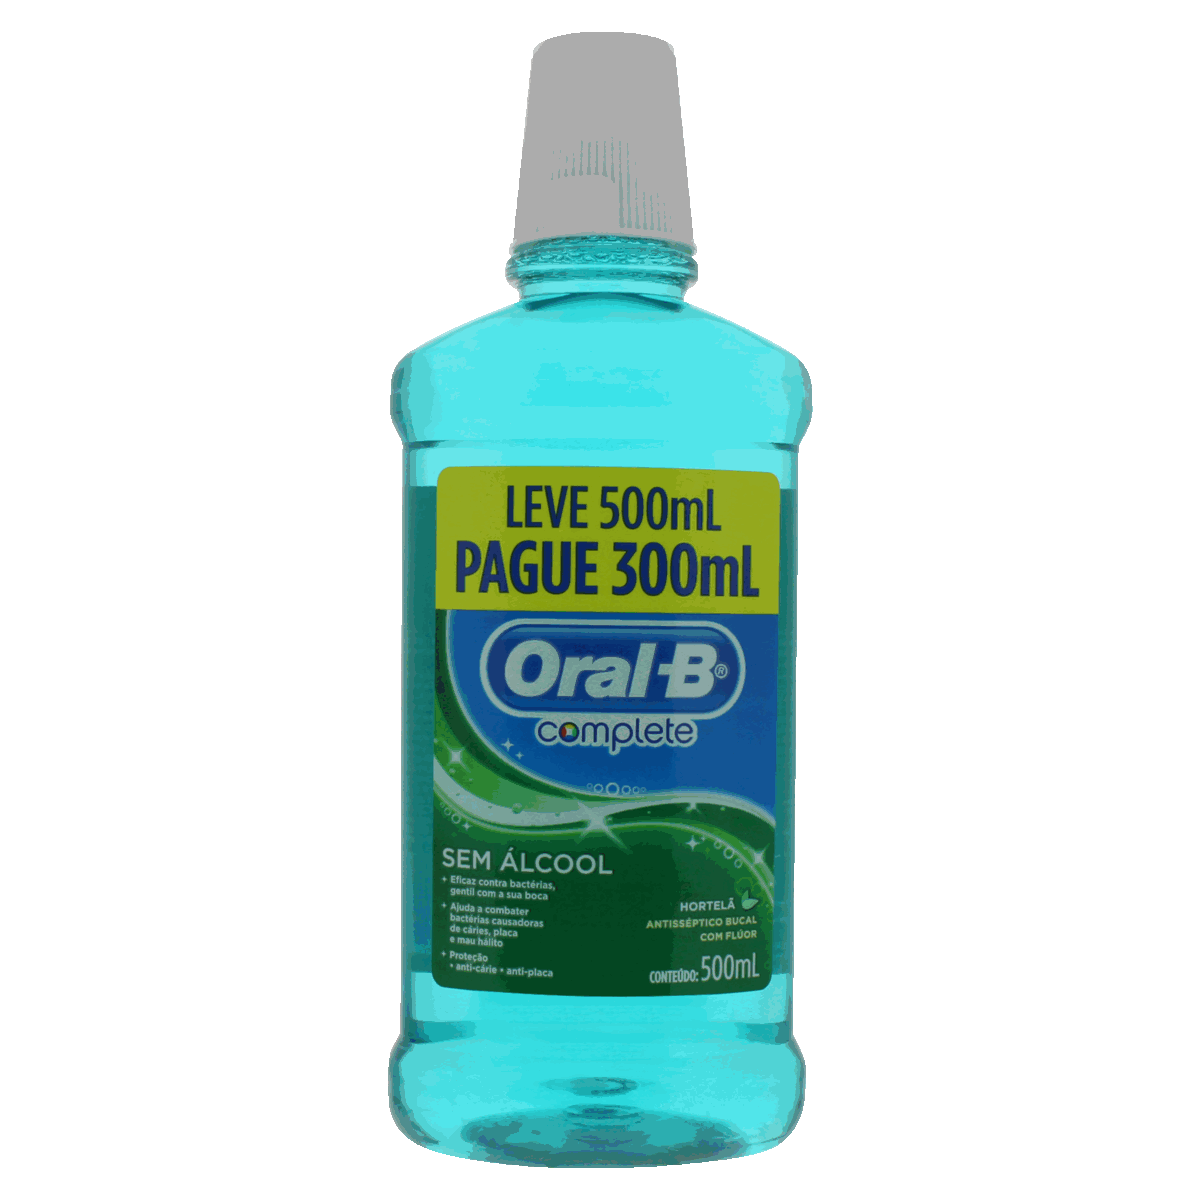 LEVE 500mL
PAGUE 300mL
Oral-B®
complete
SEM ÁLCOOL
+ Eficaz contra bactérias,
gentil com a sua boca
+ Ajuda a combater
bactérias causadoras
de cáries, placa
e mau hálito
+ Proteção
• anti-cárie • anti-placa
HORTELÃ
ANTISSÉPTICO BUCAL
COM FLÚOR
CONTEÚDO: 500mL